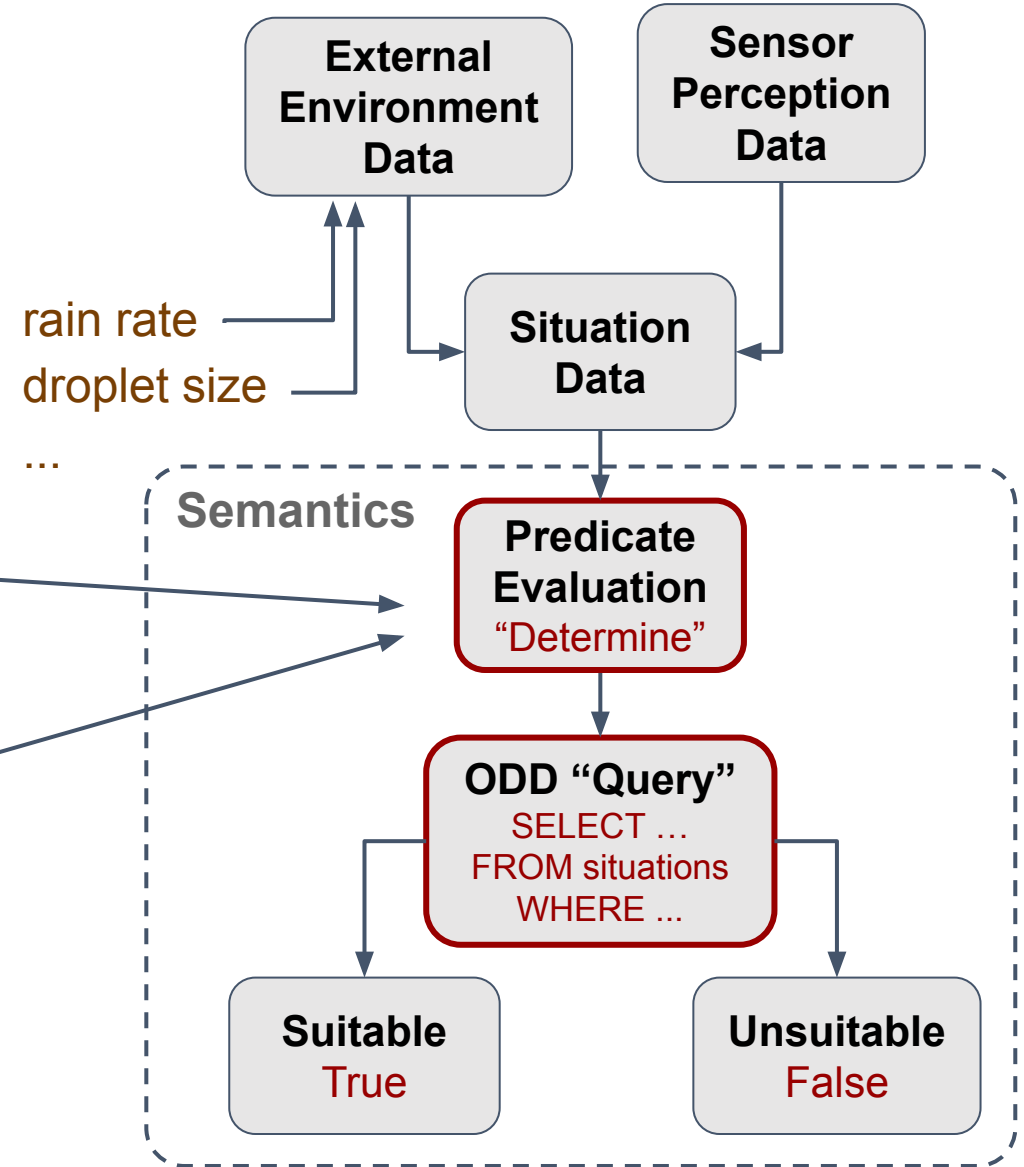 External
Environment
Data
Sensor
Perception
Data
rain rate
droplet size
...
Situation
Data
Semantics
Predicate
Evaluation
“Determine”
ODD “Query”
SELECT …
FROM situations
WHERE ...
Suitable
True
Unsuitable
False